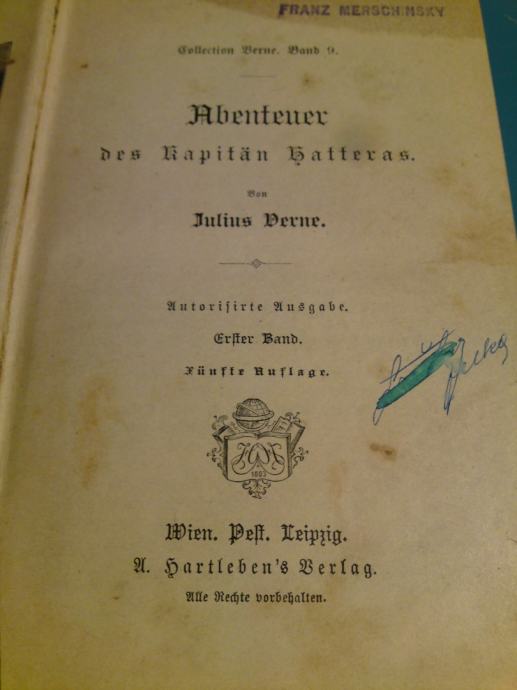 FRANZ MERSCHINSKY
Collection Verne. Band 9.
Abenteuer
des Kapitän Hatteras.
Von
Julius Verne.
Autorisirte Ausgabe.
Erster Band.
Fünfte Auflage.
1803
Wien. Pest. Leipzig.
A. Hartleben's Verlag.
Alle Rechte vorbehalten.